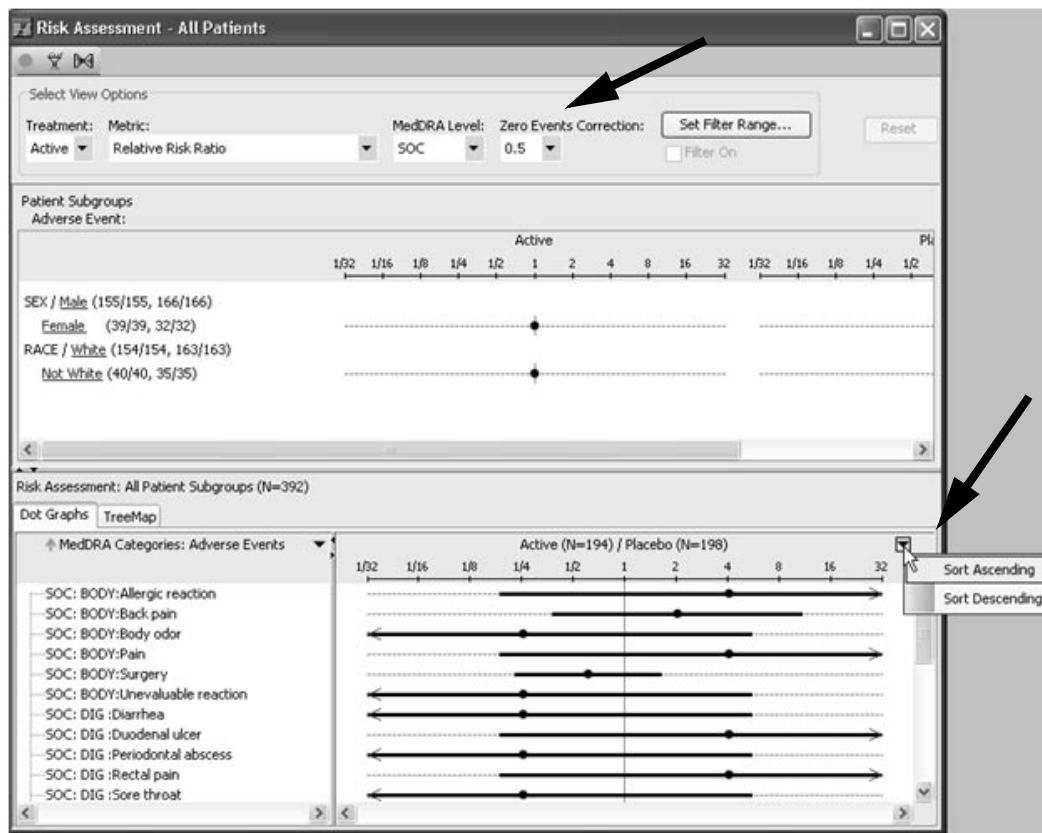 Risk Assessment - All Patients
Select View Options
Treatment: Metric: MedDRA Level: Zero Events Correction: Set Filter Range... Reset
Active Relative Risk Ratio SOC 0.5 Filter On
Patient Subgroups
Adverse Event:
Active Pla
1/32 1/16 1/8 1/4 1/2 1 2 4 8 16 32 1/32 1/16 1/8 1/4 1/2
SEX / Male (155/155, 166/166)
Female (39/39, 32/32)
RACE / White (154/154, 163/163)
Not White (40/40, 35/35)
Risk Assessment: All Patient Subgroups (N=392)
Dot Graphs TreeMap
MedDRA Categories: Adverse Events Active (N=194) / Placebo (N=198)
1/32 1/16 1/8 1/4 1/2 1 2 4 8 16 32
Sort Ascending
Sort Descending
SOC: BODY:Allergic reaction
SOC: BODY:Back pain
SOC: BODY:Body odor
SOC: BODY:Pain
SOC: BODY:Surgery
SOC: BODY:Unevaluable reaction
SOC: DIG :Diarrhea
SOC: DIG :Duodenal ulcer
SOC: DIG :Periodontal abscess
SOC: DIG :Rectal pain
SOC: DIG :Sore throat